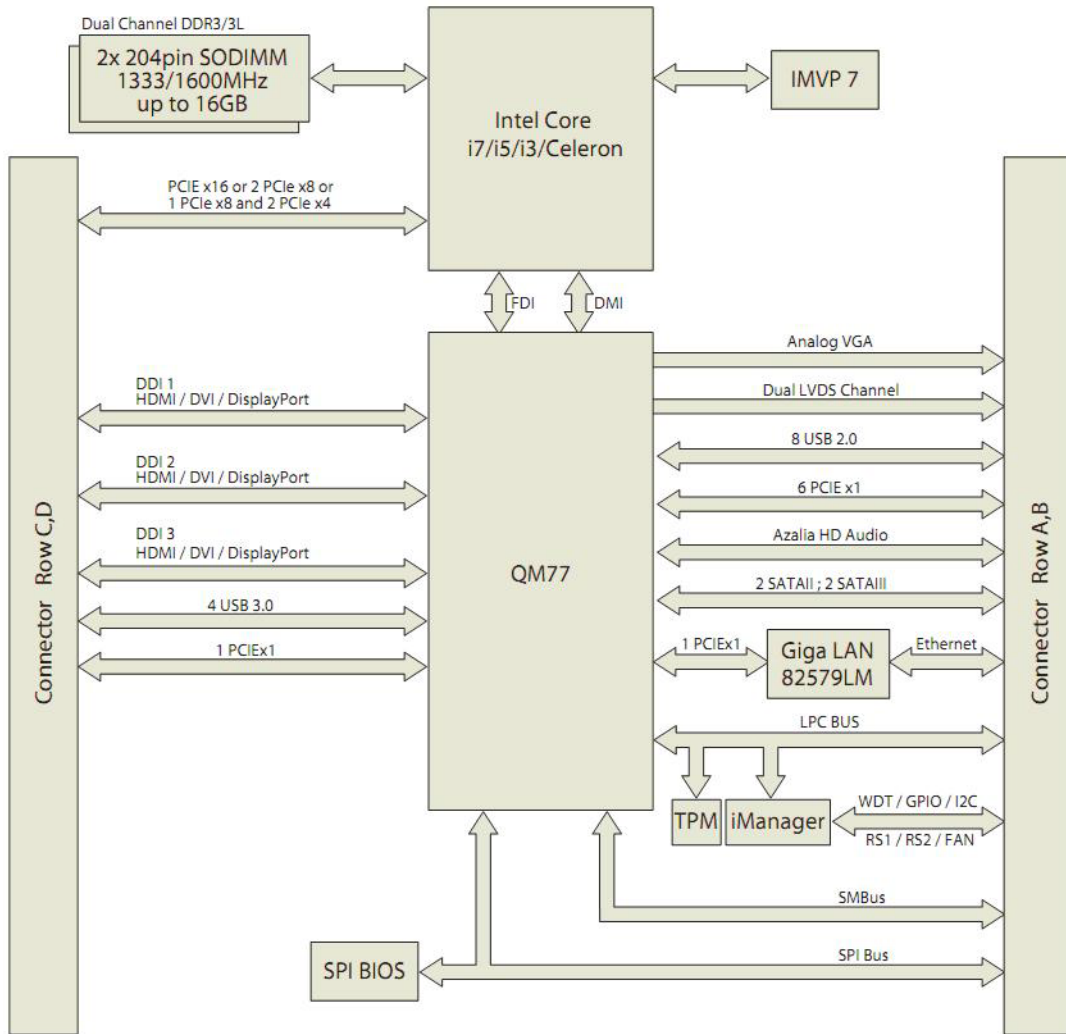 Dual Channel DDR3/3L
2x 204pin SODIMM
1333/1600MHz
up to 16GB
Intel Core
i7/i5/i3/Celeron
IMVP 7
PCIE x16 or 2 PCIe x8 or
1 PCIe x8 and 2 PCIe x4
FDI
DMI
Connector Row C,D
DDI 1
HDMI / DVI / DisplayPort
DDI 2
HDMI / DVI / DisplayPort
DDI 3
HDMI / DVI / DisplayPort
4 USB 3.0
1 PCIEx1
QM77
Analog VGA
Dual LVDS Channel
8 USB 2.0
6 PCIE x1
Azalia HD Audio
2 SATAII ; 2 SATAIII
1 PCIEx1
Giga LAN
82579LM
Ethernet
LPC BUS
TPM
iManager
WDT / GPIO / I2C
RS1 / RS2 / FAN
SMBus
SPI BIOS
SPI Bus
Connector Row A,B